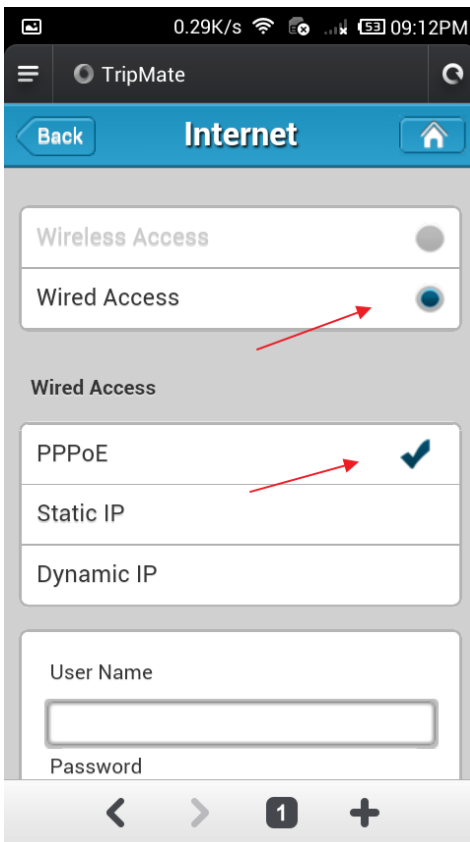 0.29K/s 53 09:12PM
TripMate
Back Internet
Wireless Access
Wired Access
Wired Access
PPPoE
Static IP
Dynamic IP
User Name
Password
1